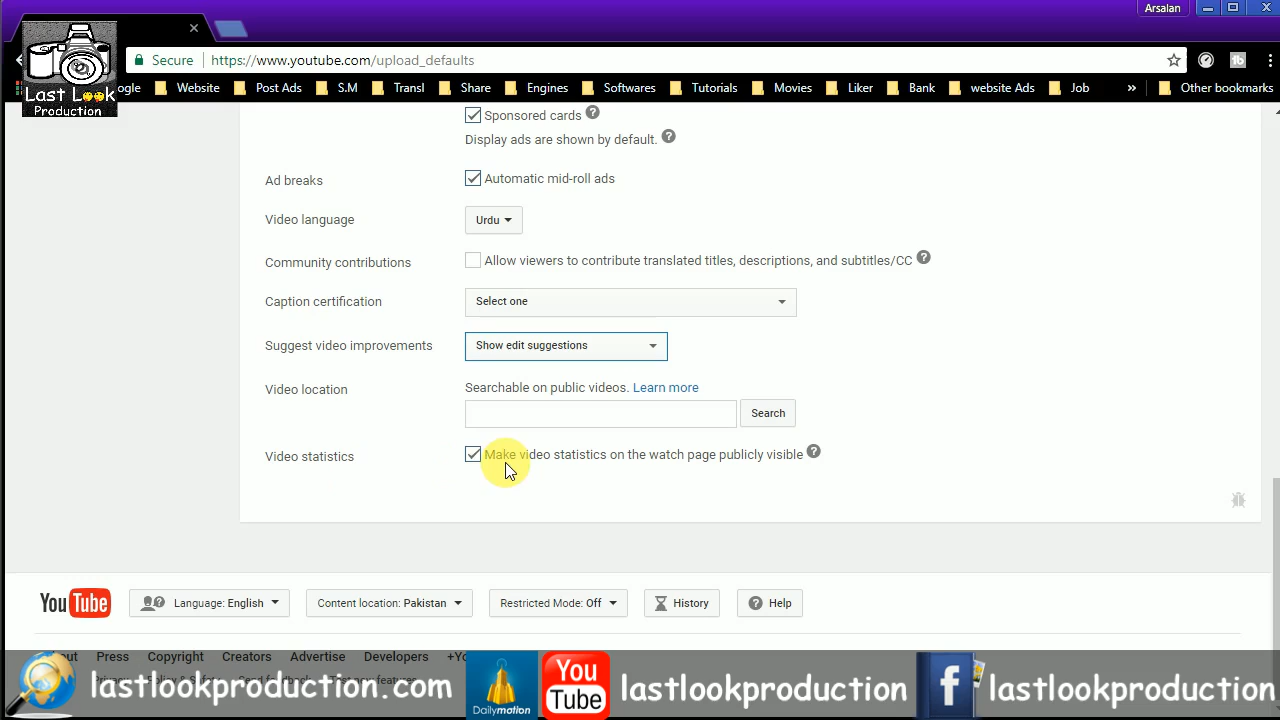 Arsalan
Secure https://www.youtube.com/upload_defaults
Last Look
Production
gle Website Post Ads S.M Transl Share Engines Softwares Tutorials Movies Liker Bank website Ads Job » Other bookmarks
Sponsored cards
Display ads are shown by default.
Ad breaks Automatic mid-roll ads
Video language Urdu
Community contributions Allow viewers to contribute translated titles, descriptions, and subtitles/CC
Caption certification Select one
Suggest video improvements Show edit suggestions
Video location Searchable on public videos. Learn more
Search
Video statistics Make video statistics on the watch page publicly visible
YouTube Language: English Content location: Pakistan Restricted Mode: Off History Help
Press Copyright Creators Advertise Developers
lastlookproduction.com Dailymotion You Tube lastlookproduction f lastlookproduction